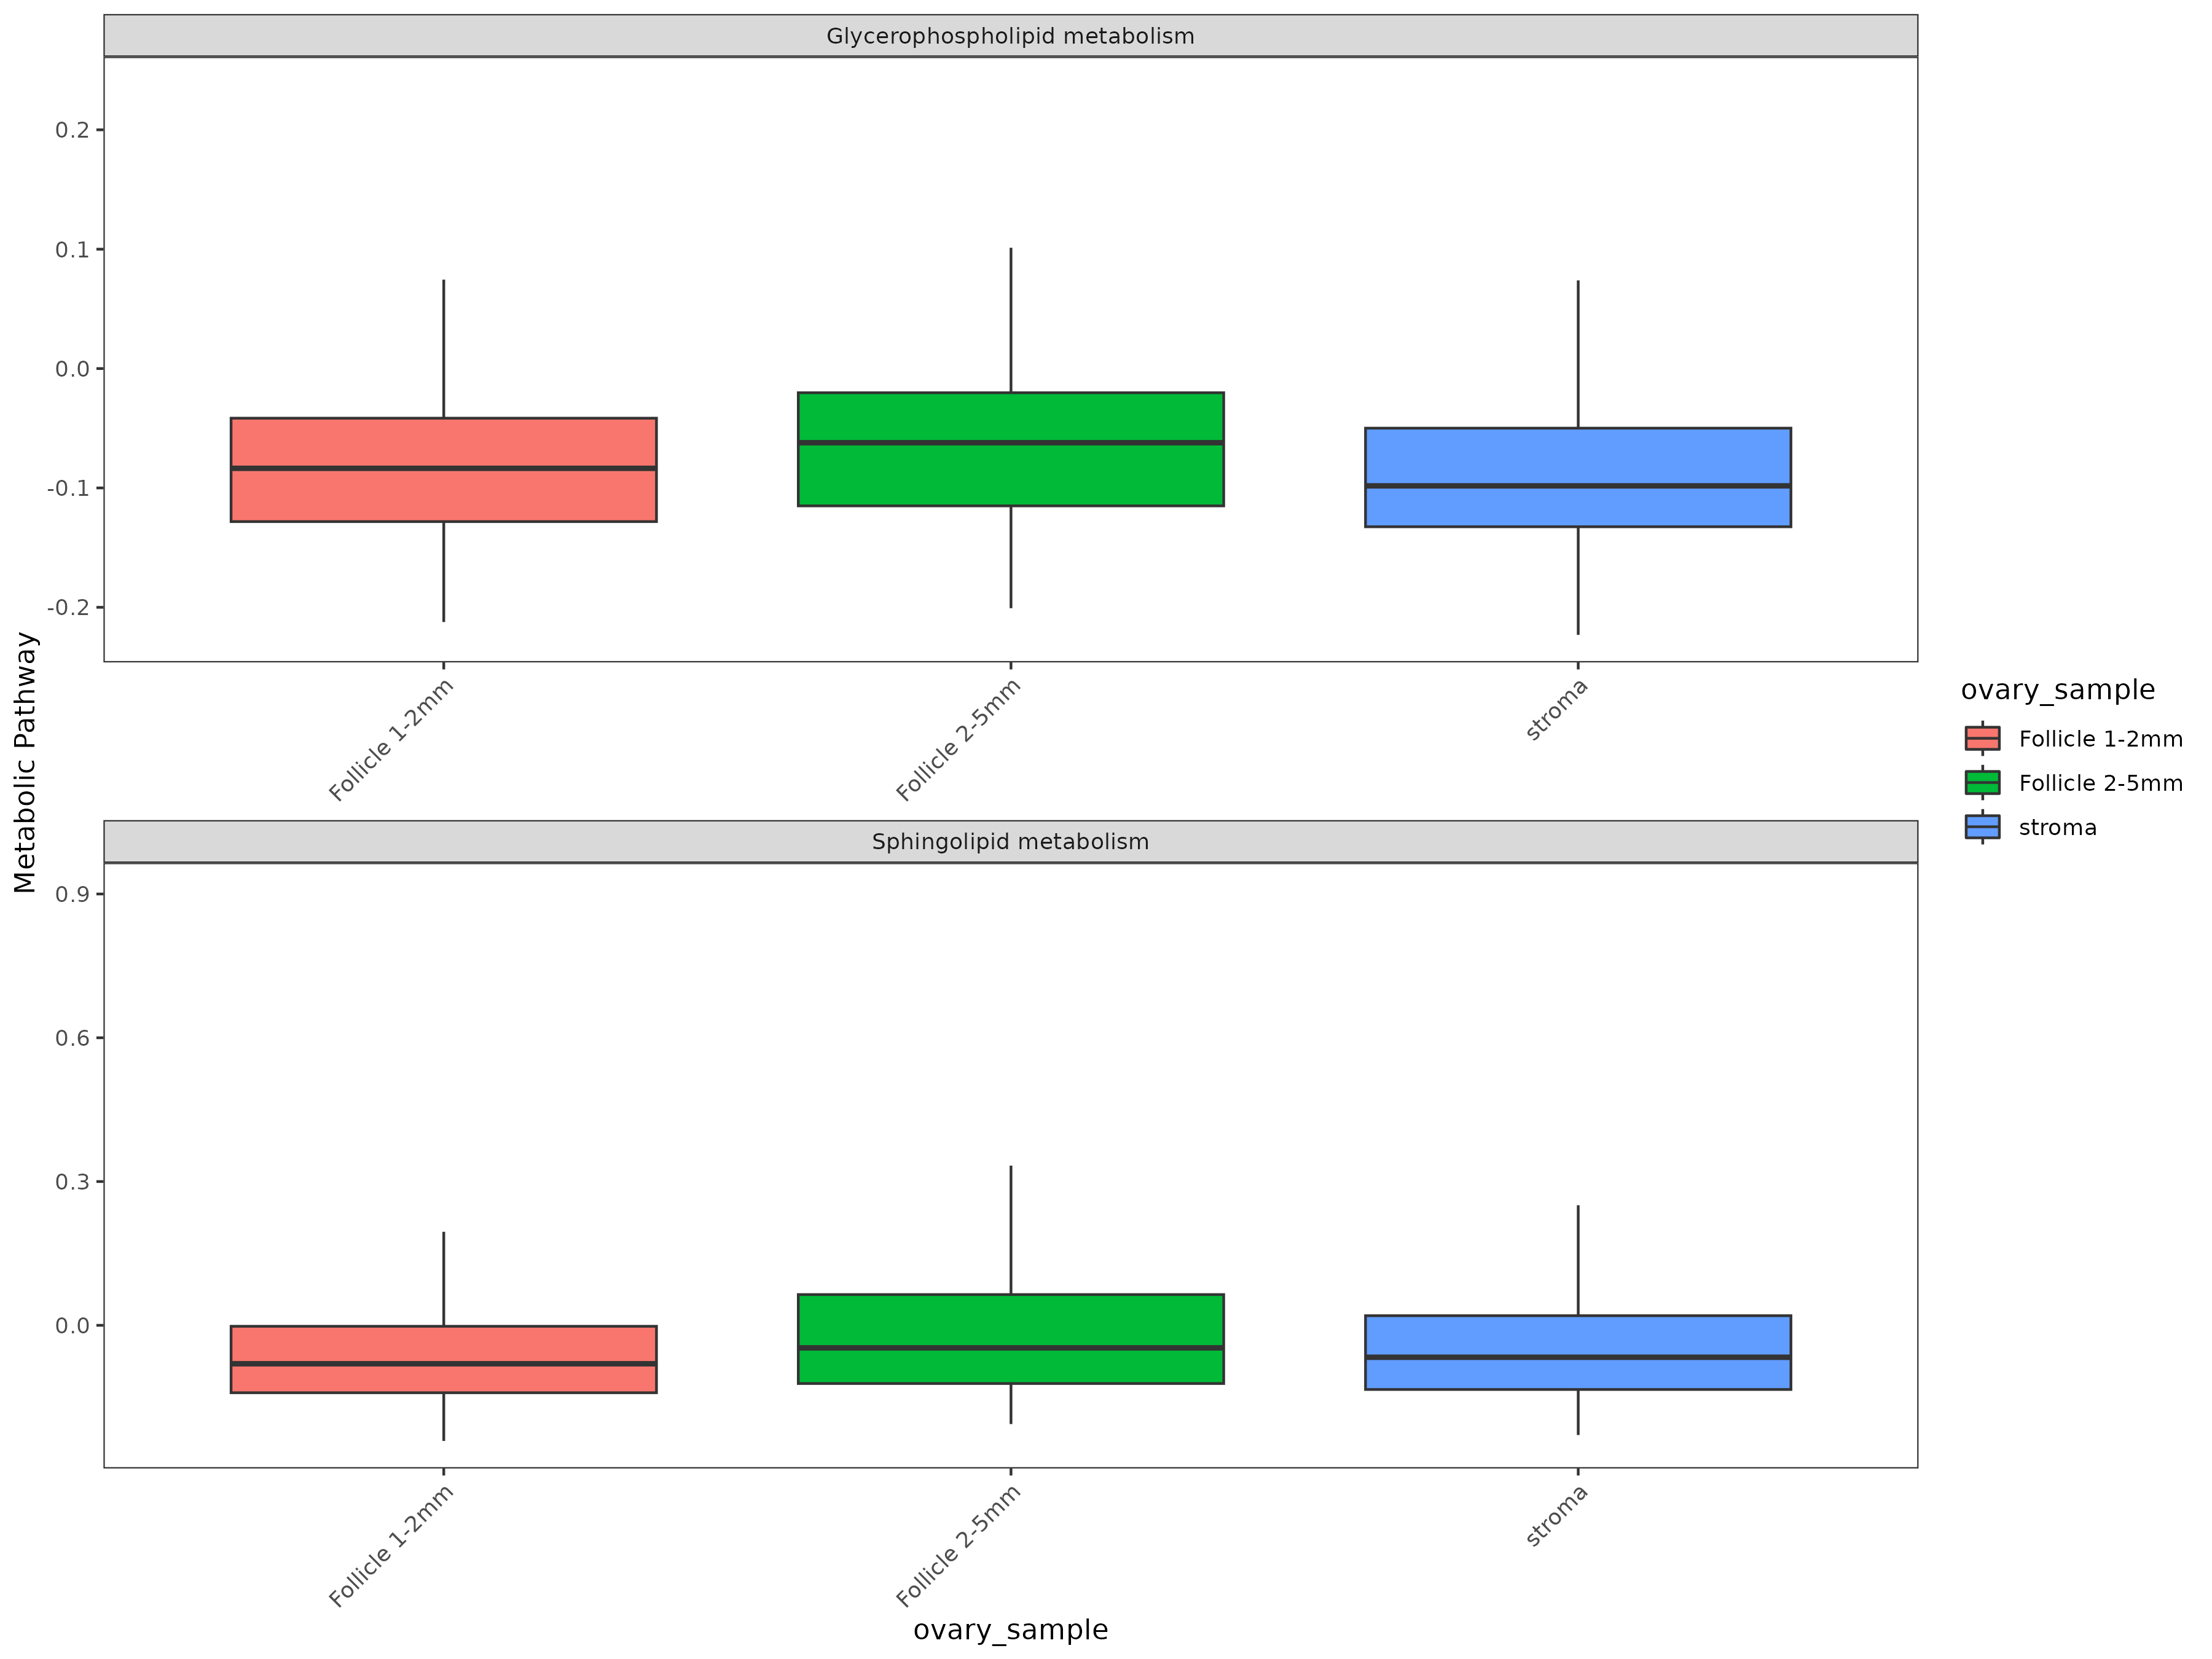 Glycerophospholipid metabolism
0.2
0.1
0.0
-0.1
-0.2
Follicle 1-2mm
Follicle 2-5mm
stroma
Metabolic Pathway
Sphingolipid metabolism
0.9
0.6
0.3
0.0
Follicle 1-2mm
Follicle 2-5mm
stroma
ovary_sample
ovary_sample
Follicle 1-2mm
Follicle 2-5mm
stroma